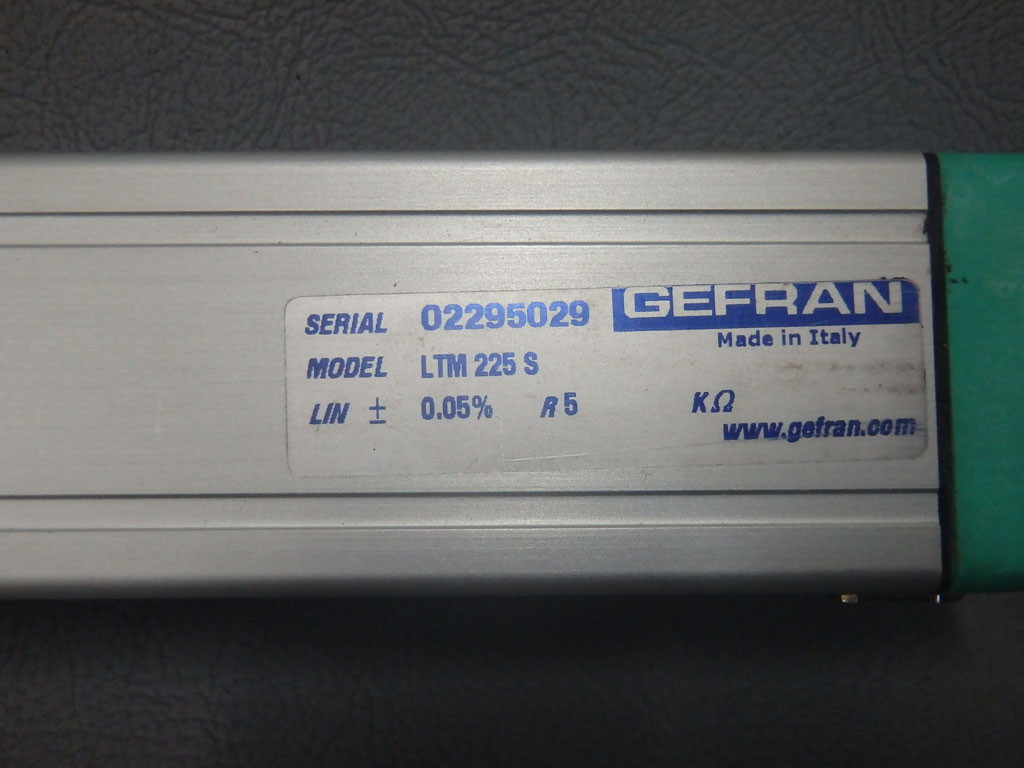 SERIAL 02295029 GEFRAN
Made in Italy
MODEL LTM 225 S
LIN ± 0.05% R 5 KΩ
www.gefran.com